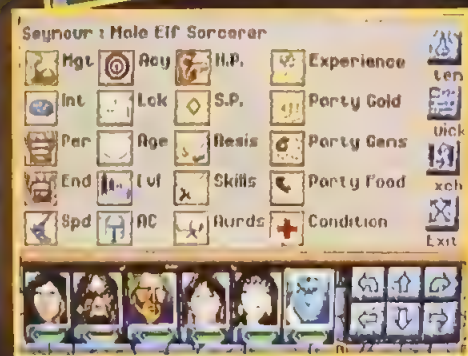 Seymour : Male Elf Sorcerer
Mgt Acy H.P. Experience
Int Lck S.P. Party Gold
Per Age Resis Party Gems
End Lvl Skills Party Food
Spd AC Awrds Condition
Exit